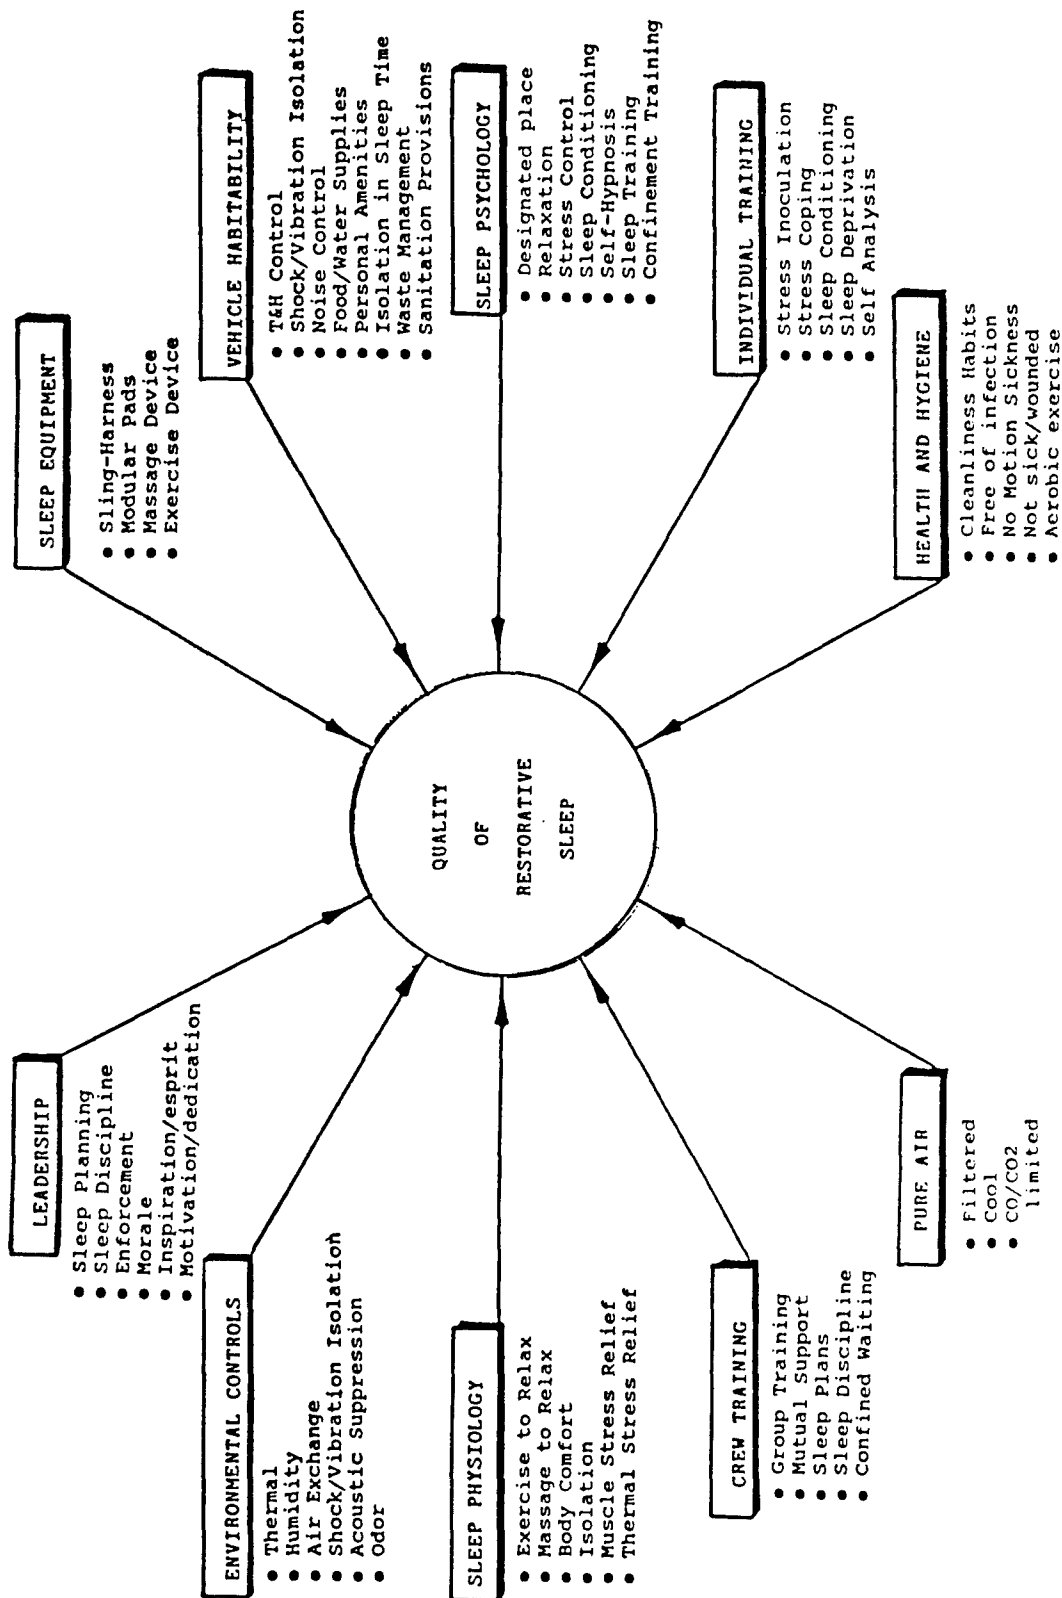 LEADERSHIP
• Sleep Planning
• Sleep Discipline
• Enforcement
• Morale
• Inspiration/esprit
• Motivation/dedication
SLEEP EQUIPMENT
• Sling-Harness
• Modular Pads
• Massage Device
• Exercise Device
ENVIRONMENTAL CONTROLS
• Thermal
• Humidity
• Air Exchange
• Shock/Vibration Isolation
• Acoustic Suppression
• Odor
VEHICLE HABITABILITY
• T&H Control
• Shock/Vibration Isolation
• Noise Control
• Food/Water Supplies
• Personal Amenities
• Isolation in Sleep Time
• Waste Management
• Sanitation Provisions
QUALITY
OF
RESTORATIVE
SLEEP
SLEEP PHYSIOLOGY
• Exercise to Relax
• Massage to Relax
• Body Comfort
• Isolation
• Muscle Stress Relief
• Thermal Stress Relief
SLEEP PSYCHOLOGY
• Designated place
• Relaxation
• Stress Control
• Sleep Conditioning
• Self-Hypnosis
• Sleep Training
• Confinement Training
CREW TRAINING
• Group Training
• Mutual Support
• Sleep Plans
• Sleep Discipline
• Confined Waiting
INDIVIDUAL TRAINING
• Stress Inoculation
• Stress Coping
• Sleep Conditioning
• Sleep Deprivation
• Self Analysis
PURE AIR
• Filtered
• Cool
• CO/CO2
limited
HEALTH AND HYGIENE
• Cleanliness Habits
• Free of infection
• No Motion Sickness
• Not sick/wounded
• Aerobic exercise